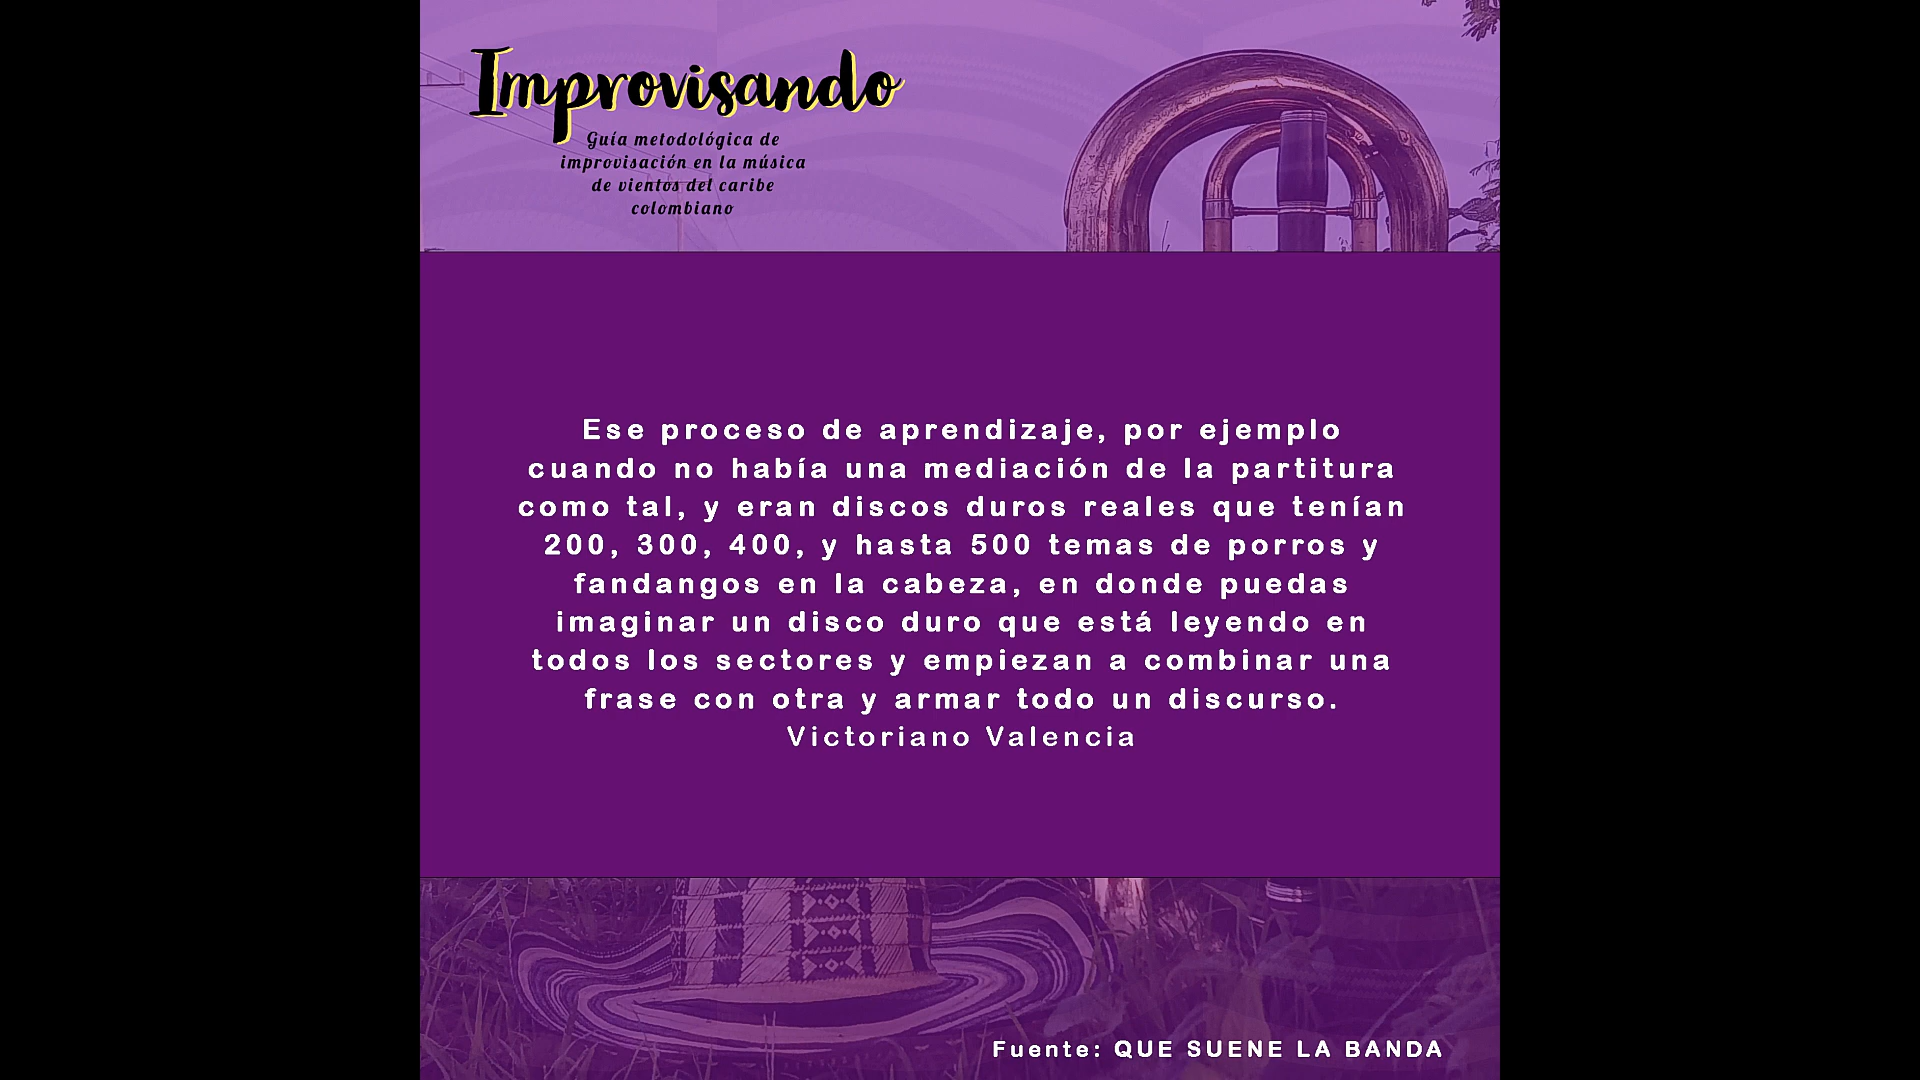 Improvisando
Guía metodológica de
improvisación en la música
de vientos del caribe
colombiano
Ese proceso de aprendizaje, por ejemplo
cuando no había una mediación de la partitura
como tal, y eran discos duros reales que tenían
200, 300, 400, y hasta 500 temas de porros y
fandangos en la cabeza, en donde puedas
imaginar un disco duro que está leyendo en
todos los sectores y empiezan a combinar una
frase con otra y armar todo un discurso.
Victoriano Valencia
Fuente: QUE SUENE LA BANDA